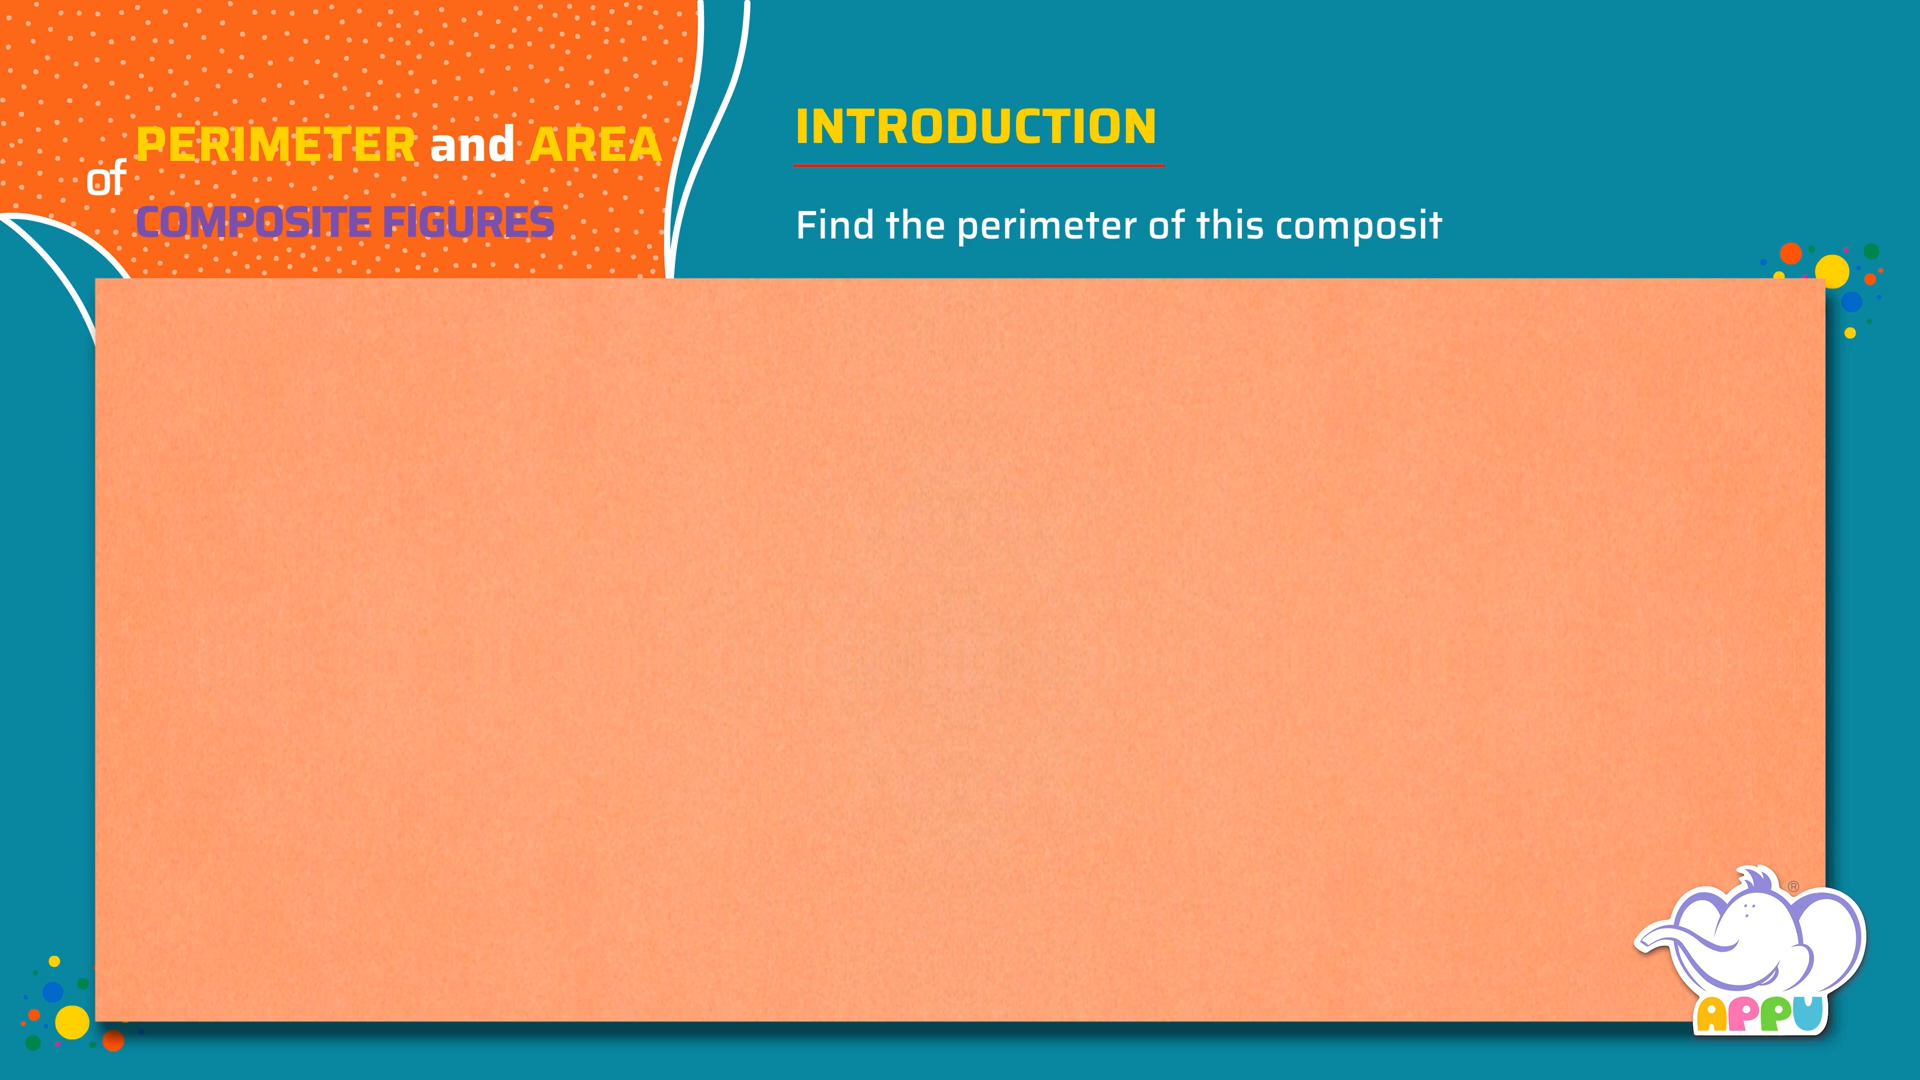 PERIMETER and AREA
of
COMPOSITE FIGURES
INTRODUCTION
Find the perimeter of this composit
®
APPU